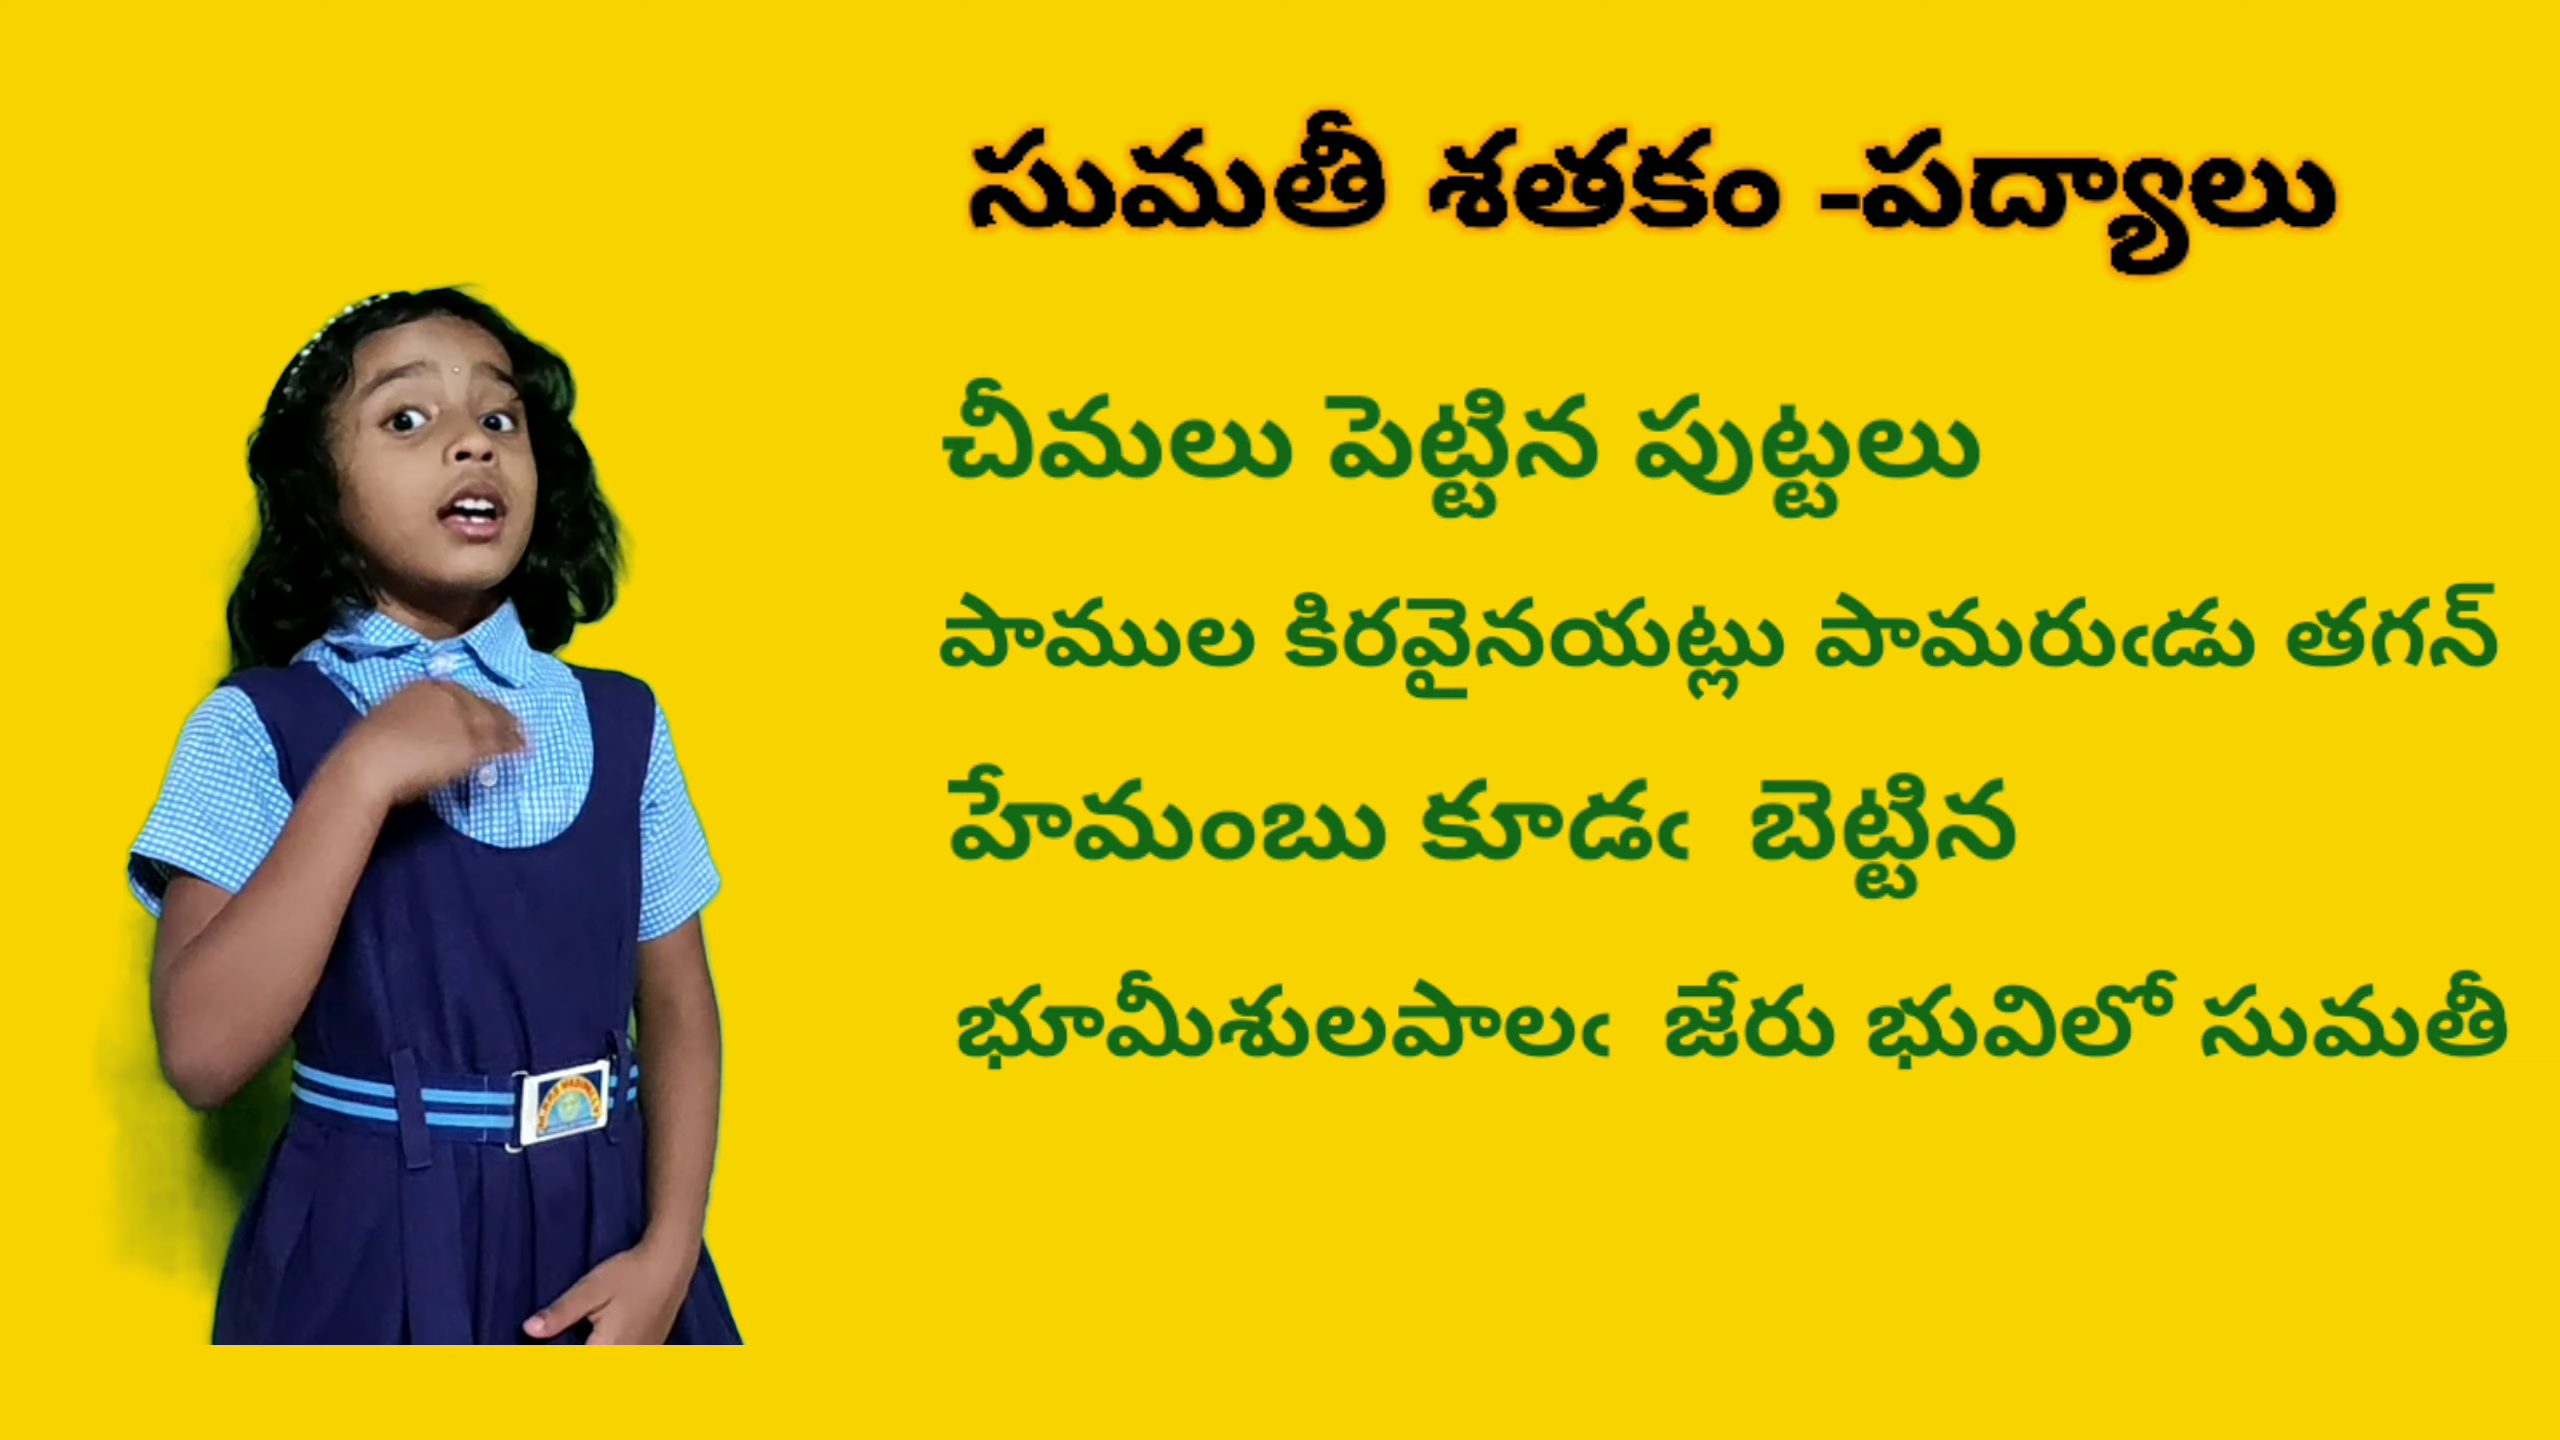 సుమతీ శతకం -పద్యాలు
చీమలు పెట్టిన పుట్టలు
పాముల కిరవైనయట్లు పామరుఁడు తగన్
హేమంబు కూడఁ బెట్టిన
భూమీశులపాలఁ జేరు భువిలో సుమతీ